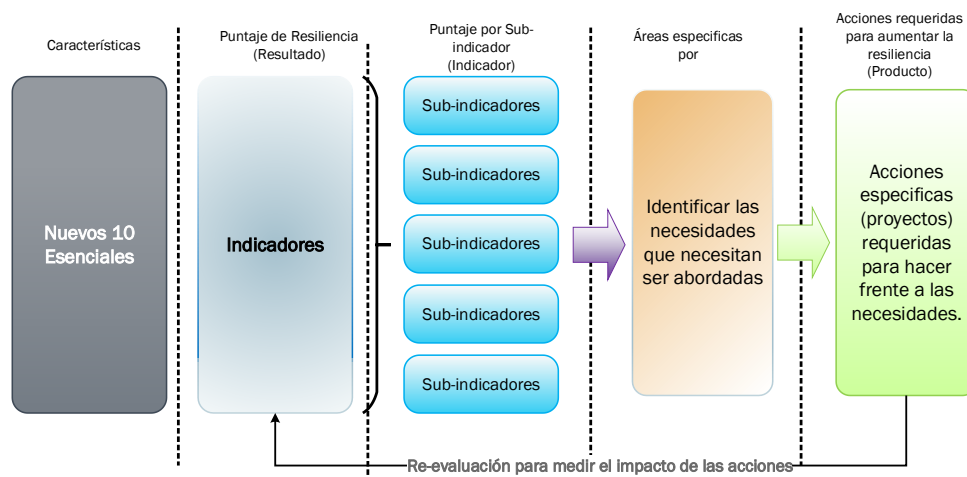 Características
Puntaje de Resiliencia
(Resultado)
Puntaje por Sub-
indicador
(Indicador)
Áreas especificas
por
Acciones requeridas
para aumentar la
resiliencia
(Producto)
Nuevos 10
Esenciales
Indicadores
Sub-indicadores
Sub-indicadores
Sub-indicadores
Sub-indicadores
Sub-indicadores
Identificar las
necesidades
que necesitan
ser abordadas
Acciones
especificas
(proyectos)
requeridas
para hacer
frente a las
necesidades.
Re-evaluación para medir el impacto de las acciones